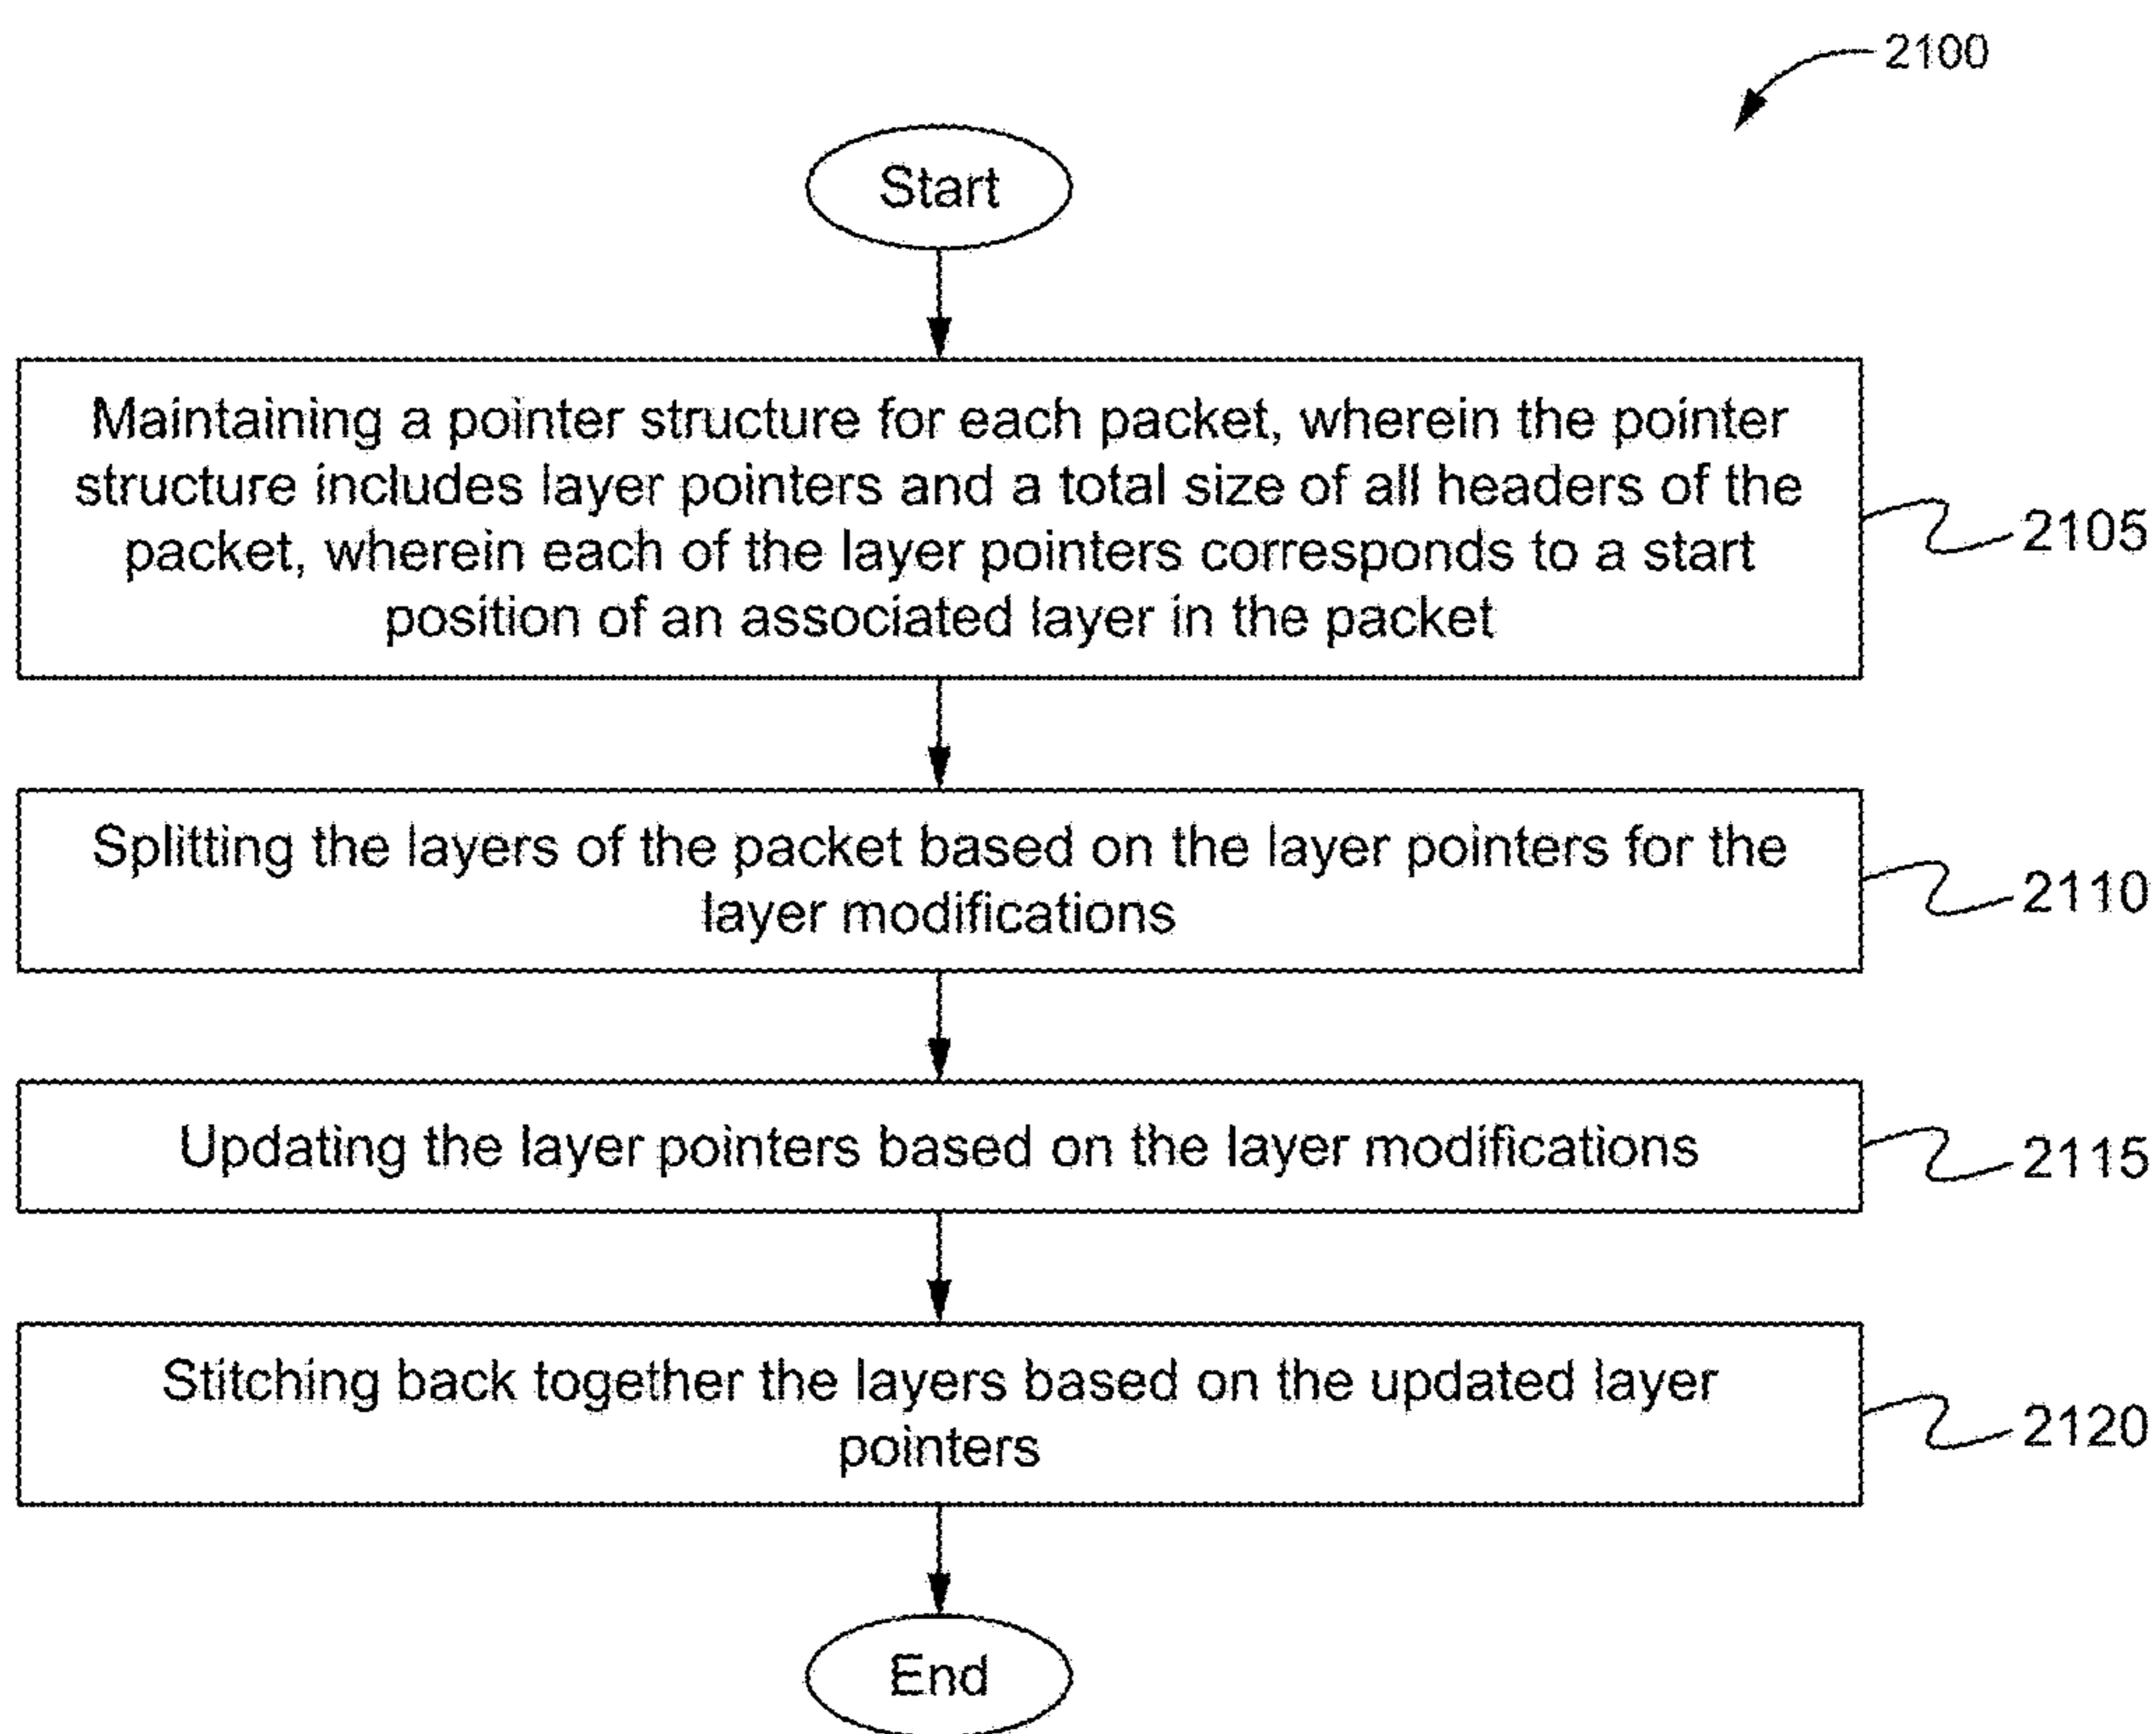 2100
Start
Maintaining a pointer structure for each packet, wherein the pointer
structure includes layer pointers and a total size of all headers of the
packet, wherein each of the layer pointers corresponds to a start
position of an associated layer in the packet
2105
Splitting the layers of the packet based on the layer pointers for the
layer modifications
2110
Updating the layer pointers based on the layer modifications
2115
Stitching back together the layers based on the updated layer
pointers
2120
End